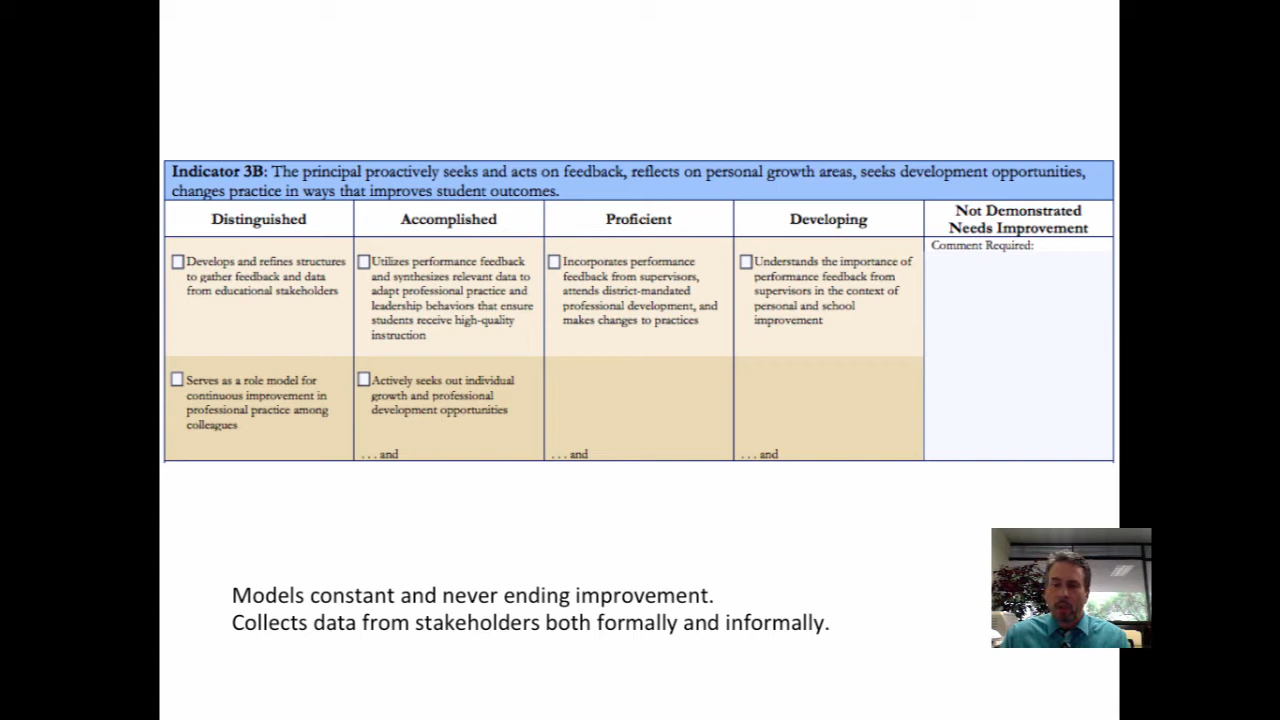 Indicator 3B: The principal proactively seeks and acts on feedback, reflects on personal growth areas, seeks development opportunities,
changes practice in ways that improves student outcomes.
Distinguished
Accomplished
Proficient
Developing
Not Demonstrated
Needs Improvement
Develops and refines structures
to gather feedback and data
from educational stakeholders
Utilizes performance feedback
and synthesizes relevant data to
adapt professional practice and
leadership behaviors that ensure
students receive high-quality
instruction
Incorporates performance
feedback from supervisors,
attends district-mandated
professional development, and
makes changes to practices
Understands the importance of
performance feedback from
supervisors in the context of
personal and school
improvement
Comment Required:
Serves as a role model for
continuous improvement in
professional practice among
colleagues
Actively seeks out individual
growth and professional
development opportunities
. . . and
. . . and
. . . and
Models constant and never ending improvement.
Collects data from stakeholders both formally and informally.